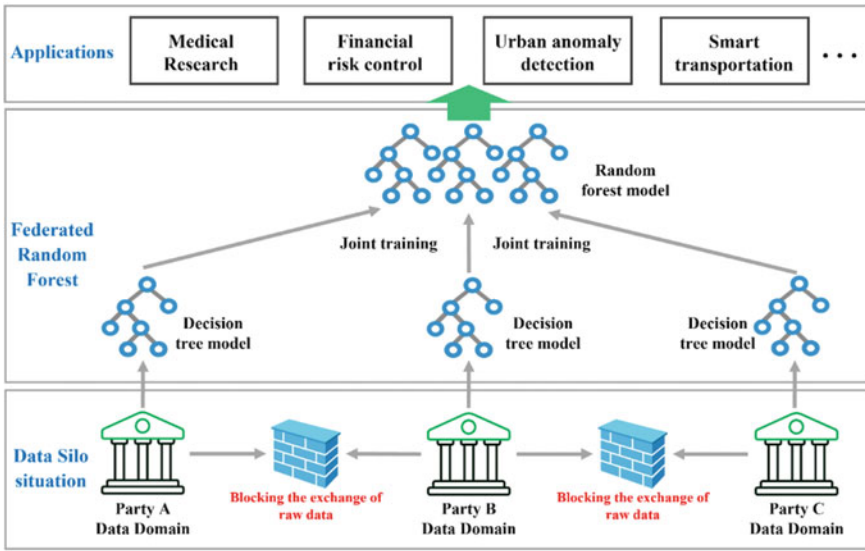 Applications
Medical
Research
Financial
risk control
Urban anomaly
detection
Smart
transportation
. . .
Federated
Random
Forest
Random
forest model
Joint training
Joint training
Decision
tree model
Decision
tree model
Decision
tree model
Data Silo
situation
Party A
Data Domain
Blocking the exchange of
raw data
Party B
Data Domain
Blocking the exchange of
raw data
Party C
Data Domain